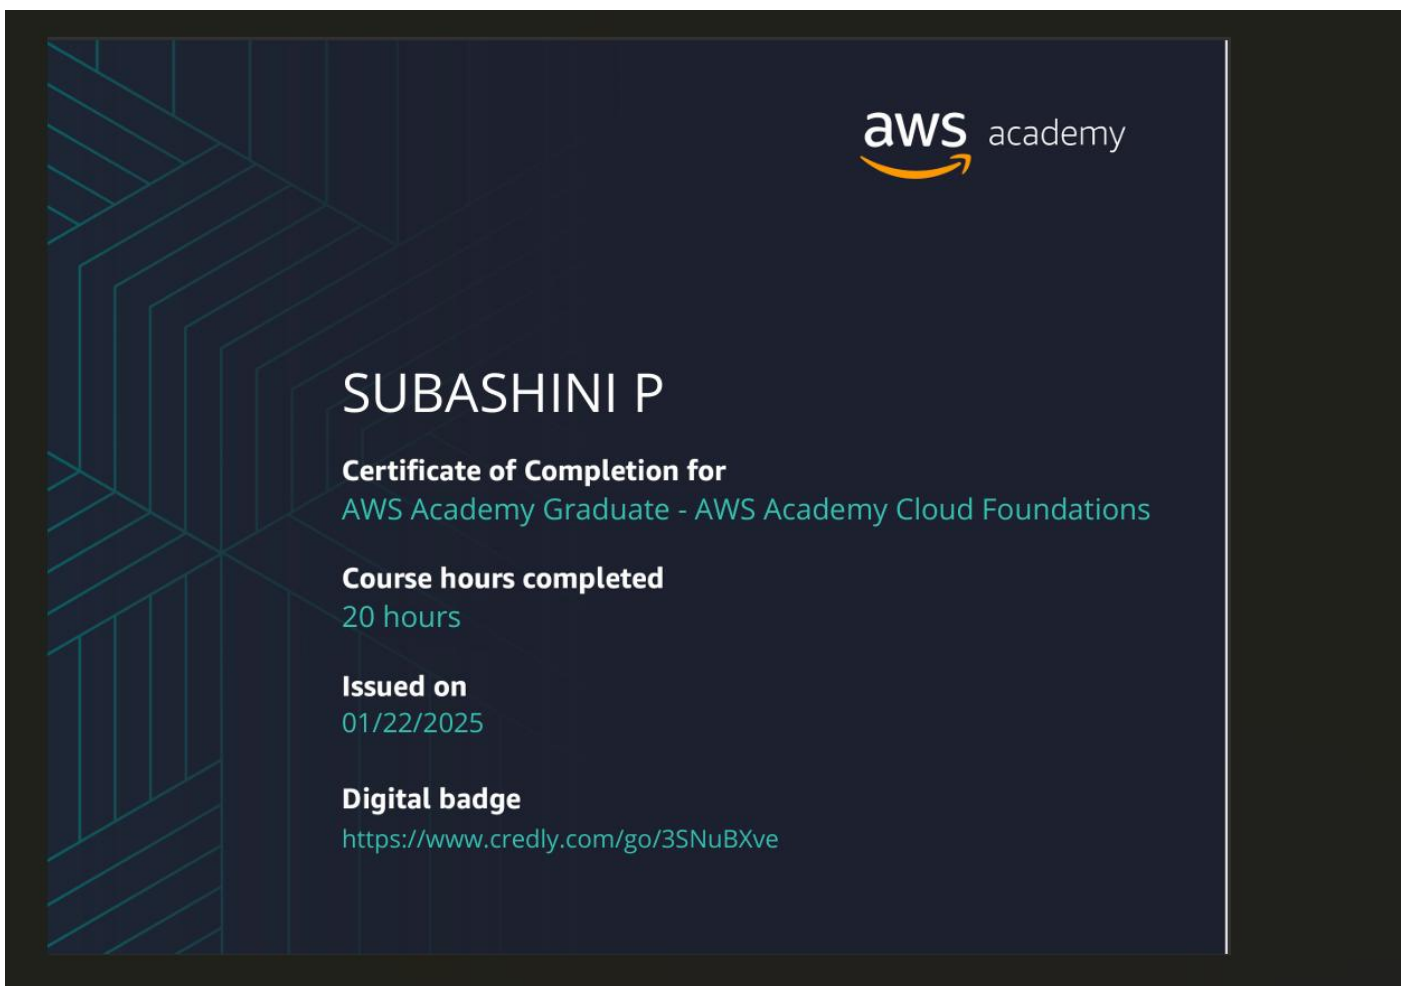 aws academy
SUBASHINI P
Certificate of Completion for
AWS Academy Graduate - AWS Academy Cloud Foundations
Course hours completed
20 hours
Issued on
01/22/2025
Digital badge
https://www.credly.com/go/3SNuBXve